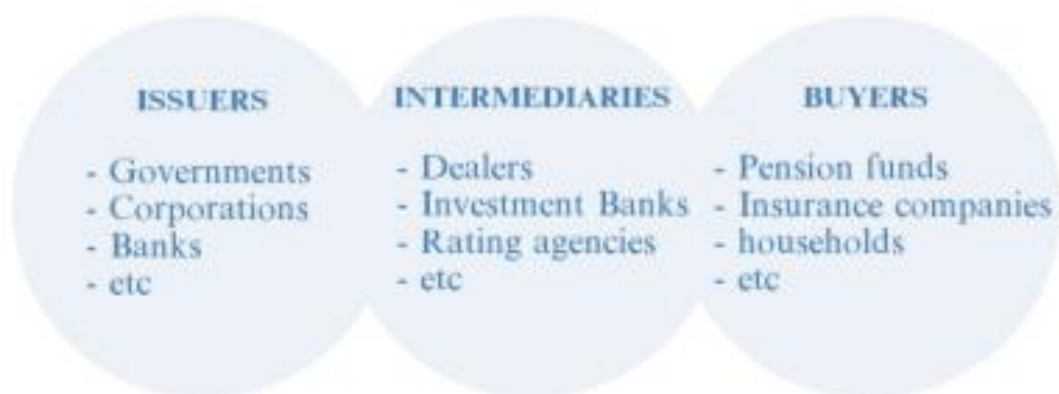 ISSUERS
- Governments
- Corporations
- Banks
- etc
INTERMEDIARIES
- Dealers
- Investment Banks
- Rating agencies
- etc
BUYERS
- Pension funds
- Insurance companies
- households
- etc